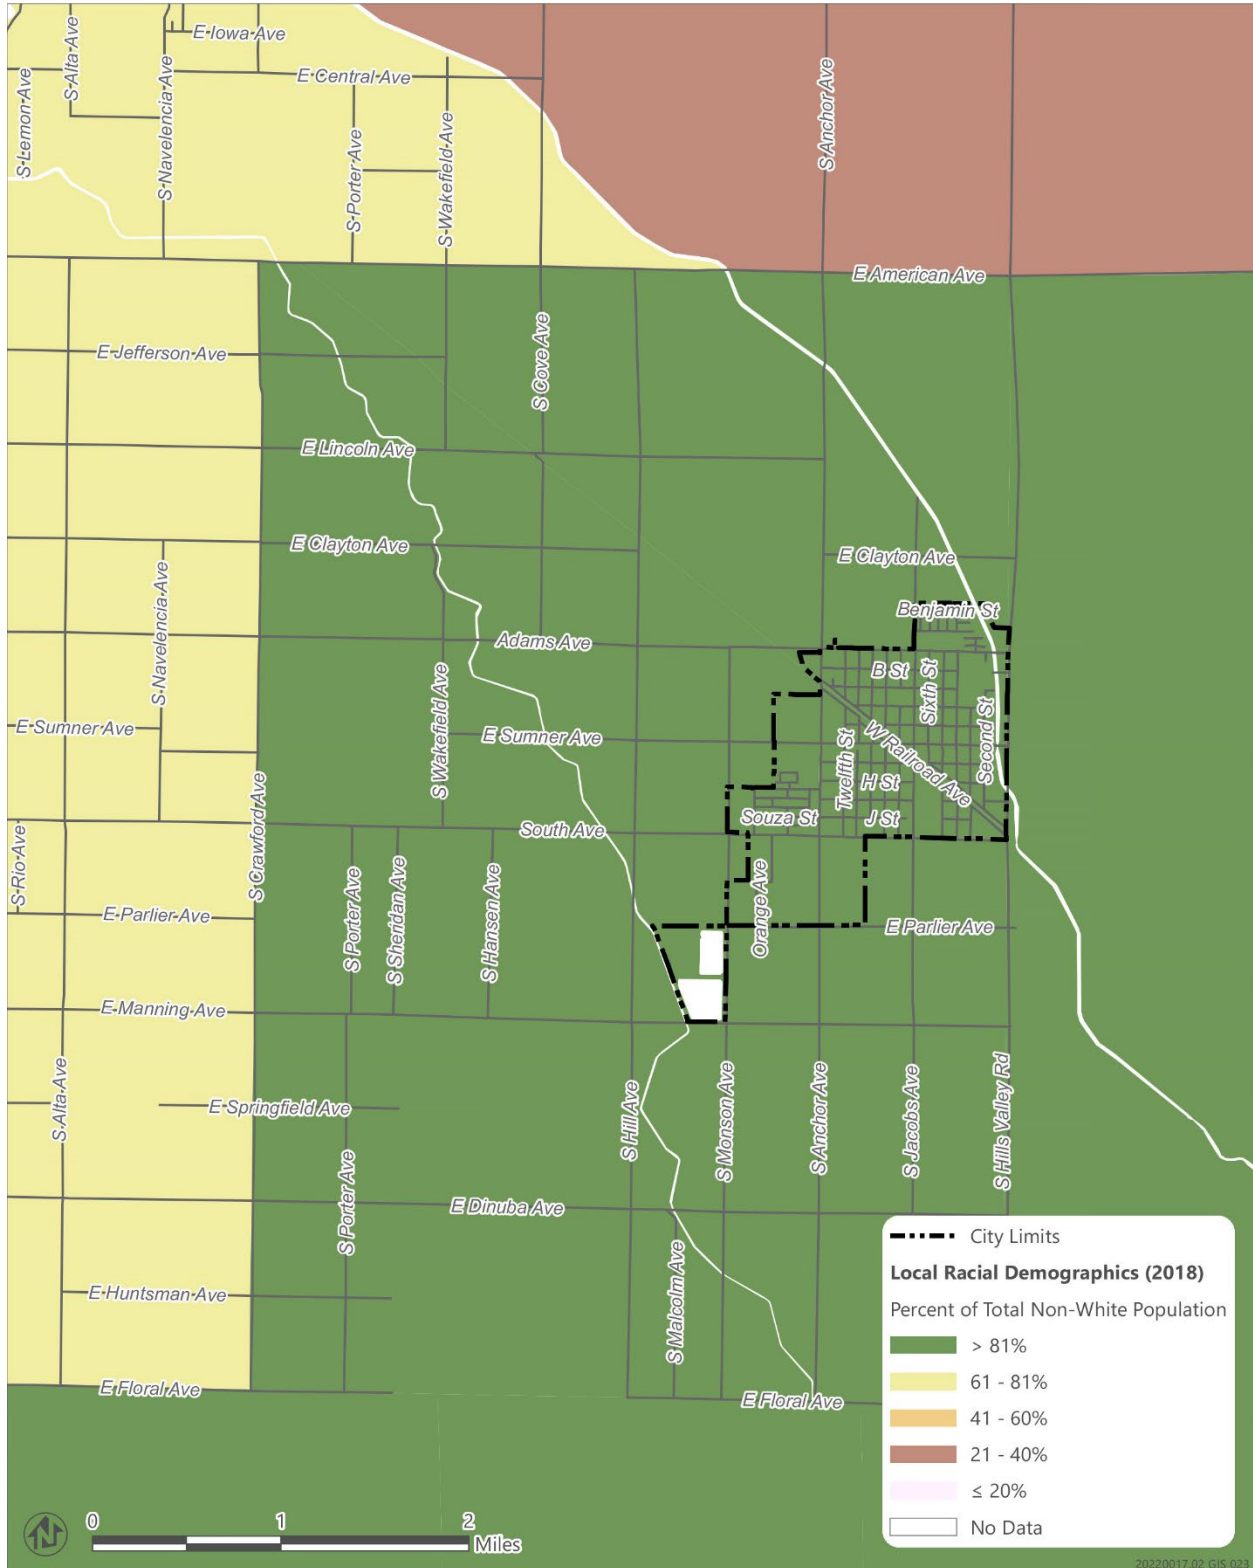 E Iowa Ave
E Central Ave
S Lemon Ave
S Alta Ave
S Navelencia Ave
S Porter Ave
S Wakefield Ave
S Anchor Ave
E American Ave
E Jefferson Ave
S Cove Ave
E Lincoln Ave
E Clayton Ave
E Clayton Ave
Benjamin St
S Navelencia Ave
Adams Ave
B St
Sixth St
Second St
S Wakefield Ave
E Sumner Ave
E Sumner Ave
W Railroad Ave
Twelfth St
H St
Souza St
J St
South Ave
S Rio Ave
S Crawford Ave
E Parlier Ave
S Porter Ave
S Sheridan Ave
S Hansen Ave
Orange Ave
E Parlier Ave
E Manning Ave
S Alta Ave
E Springfield Ave
S Hill Ave
S Monson Ave
S Anchor Ave
S Jacobs Ave
S Hills Valley Rd
E Dinuba Ave
S Porter Ave
S Malcolm Ave
E Huntsman Ave
E Floral Ave
E Floral Ave
City Limits
Local Racial Demographics (2018)
Percent of Total Non-White Population
> 81%
61 - 81%
41 - 60%
21 - 40%
≤ 20%
No Data
N
0 1 2
Miles
20220017.02 GIS 023